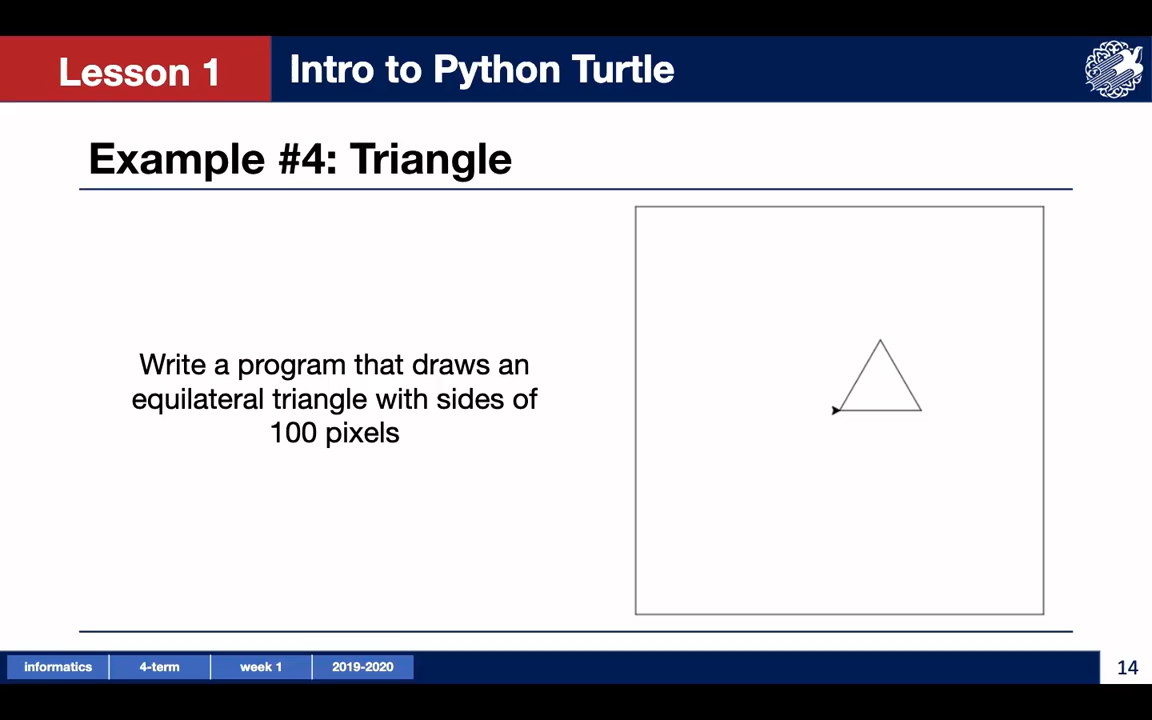 Lesson 1
Intro to Python Turtle
Example #4: Triangle
Write a program that draws an
equilateral triangle with sides of
100 pixels
informatics
4-term
week 1
2019-2020
14